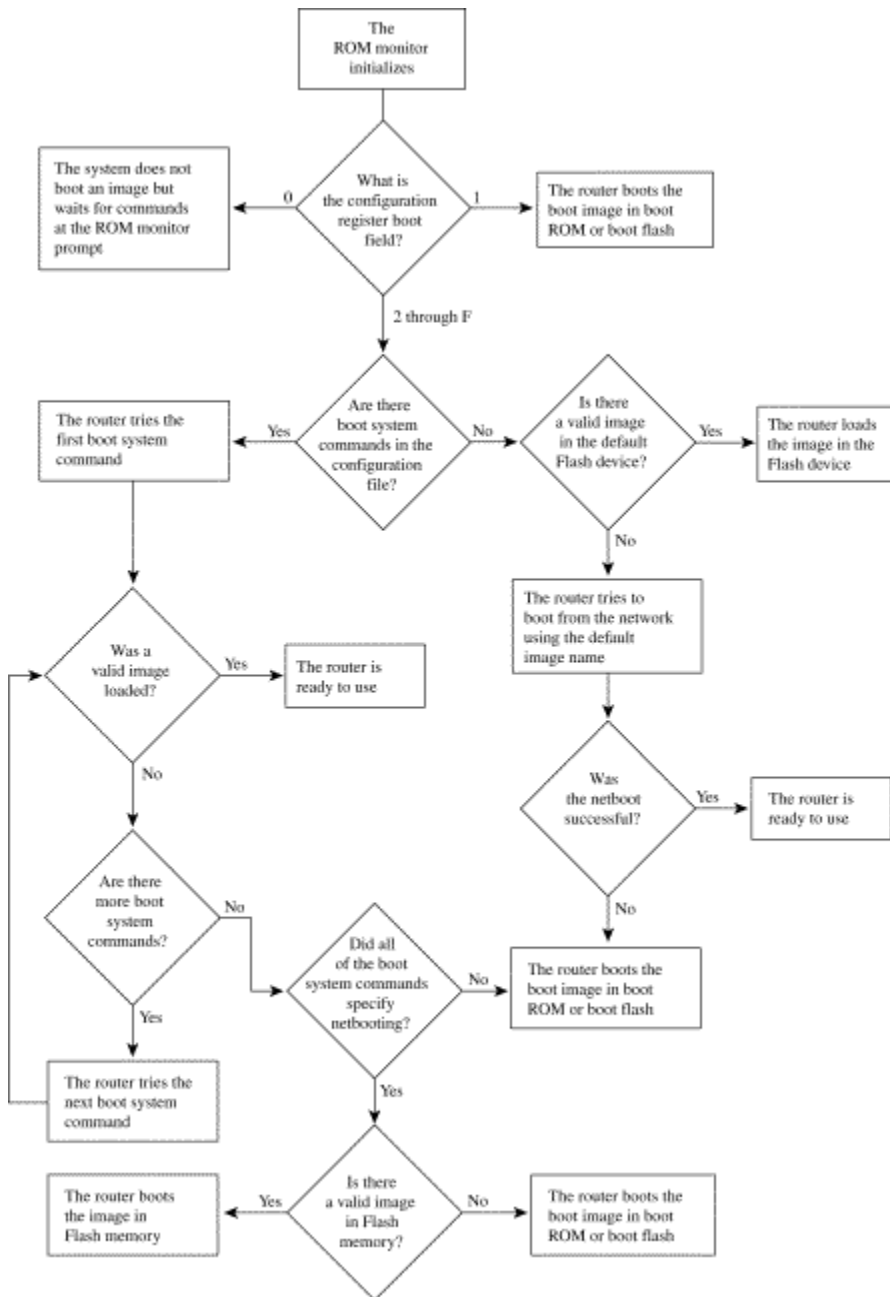 The
ROM monitor
initializes
The system does not
boot an image but
waits for commands
at the ROM monitor
prompt
0
What is
the configuration
register boot
field?
1
The router boots the
boot image in boot
ROM or boot flash
2 through F
The router tries the
first boot system
command
Yes
Are there
boot system
commands in the
configuration
file?
No
Is there
a valid image
in the default
Flash device?
Yes
The router loads
the image in the
Flash device
No
The router tries to
boot from the network
using the default
image name
Was a
valid image
loaded?
Yes
The router is
ready to use
No
Was
the netboot
successful?
Yes
The router is
ready to use
No
Are there
more boot
system
commands?
No
Did all
of the boot
system commands
specify
netbooting?
No
The router boots the
boot image in boot
ROM or boot flash
Yes
The router tries the
next boot system
command
Yes
The router boots
the image in
Flash memory
Yes
Is there
a valid image
in Flash
memory?
No
The router boots the
boot image in boot
ROM or boot flash